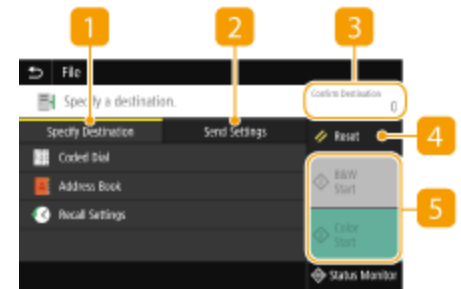 1
2
3
File
Specify a destination.
Confirm Destination
0
Specify Destination
Send Settings
Reset
4
Coded Dial
B&W
Start
Address Book
5
Recall Settings
Color
Start
Status Monitor